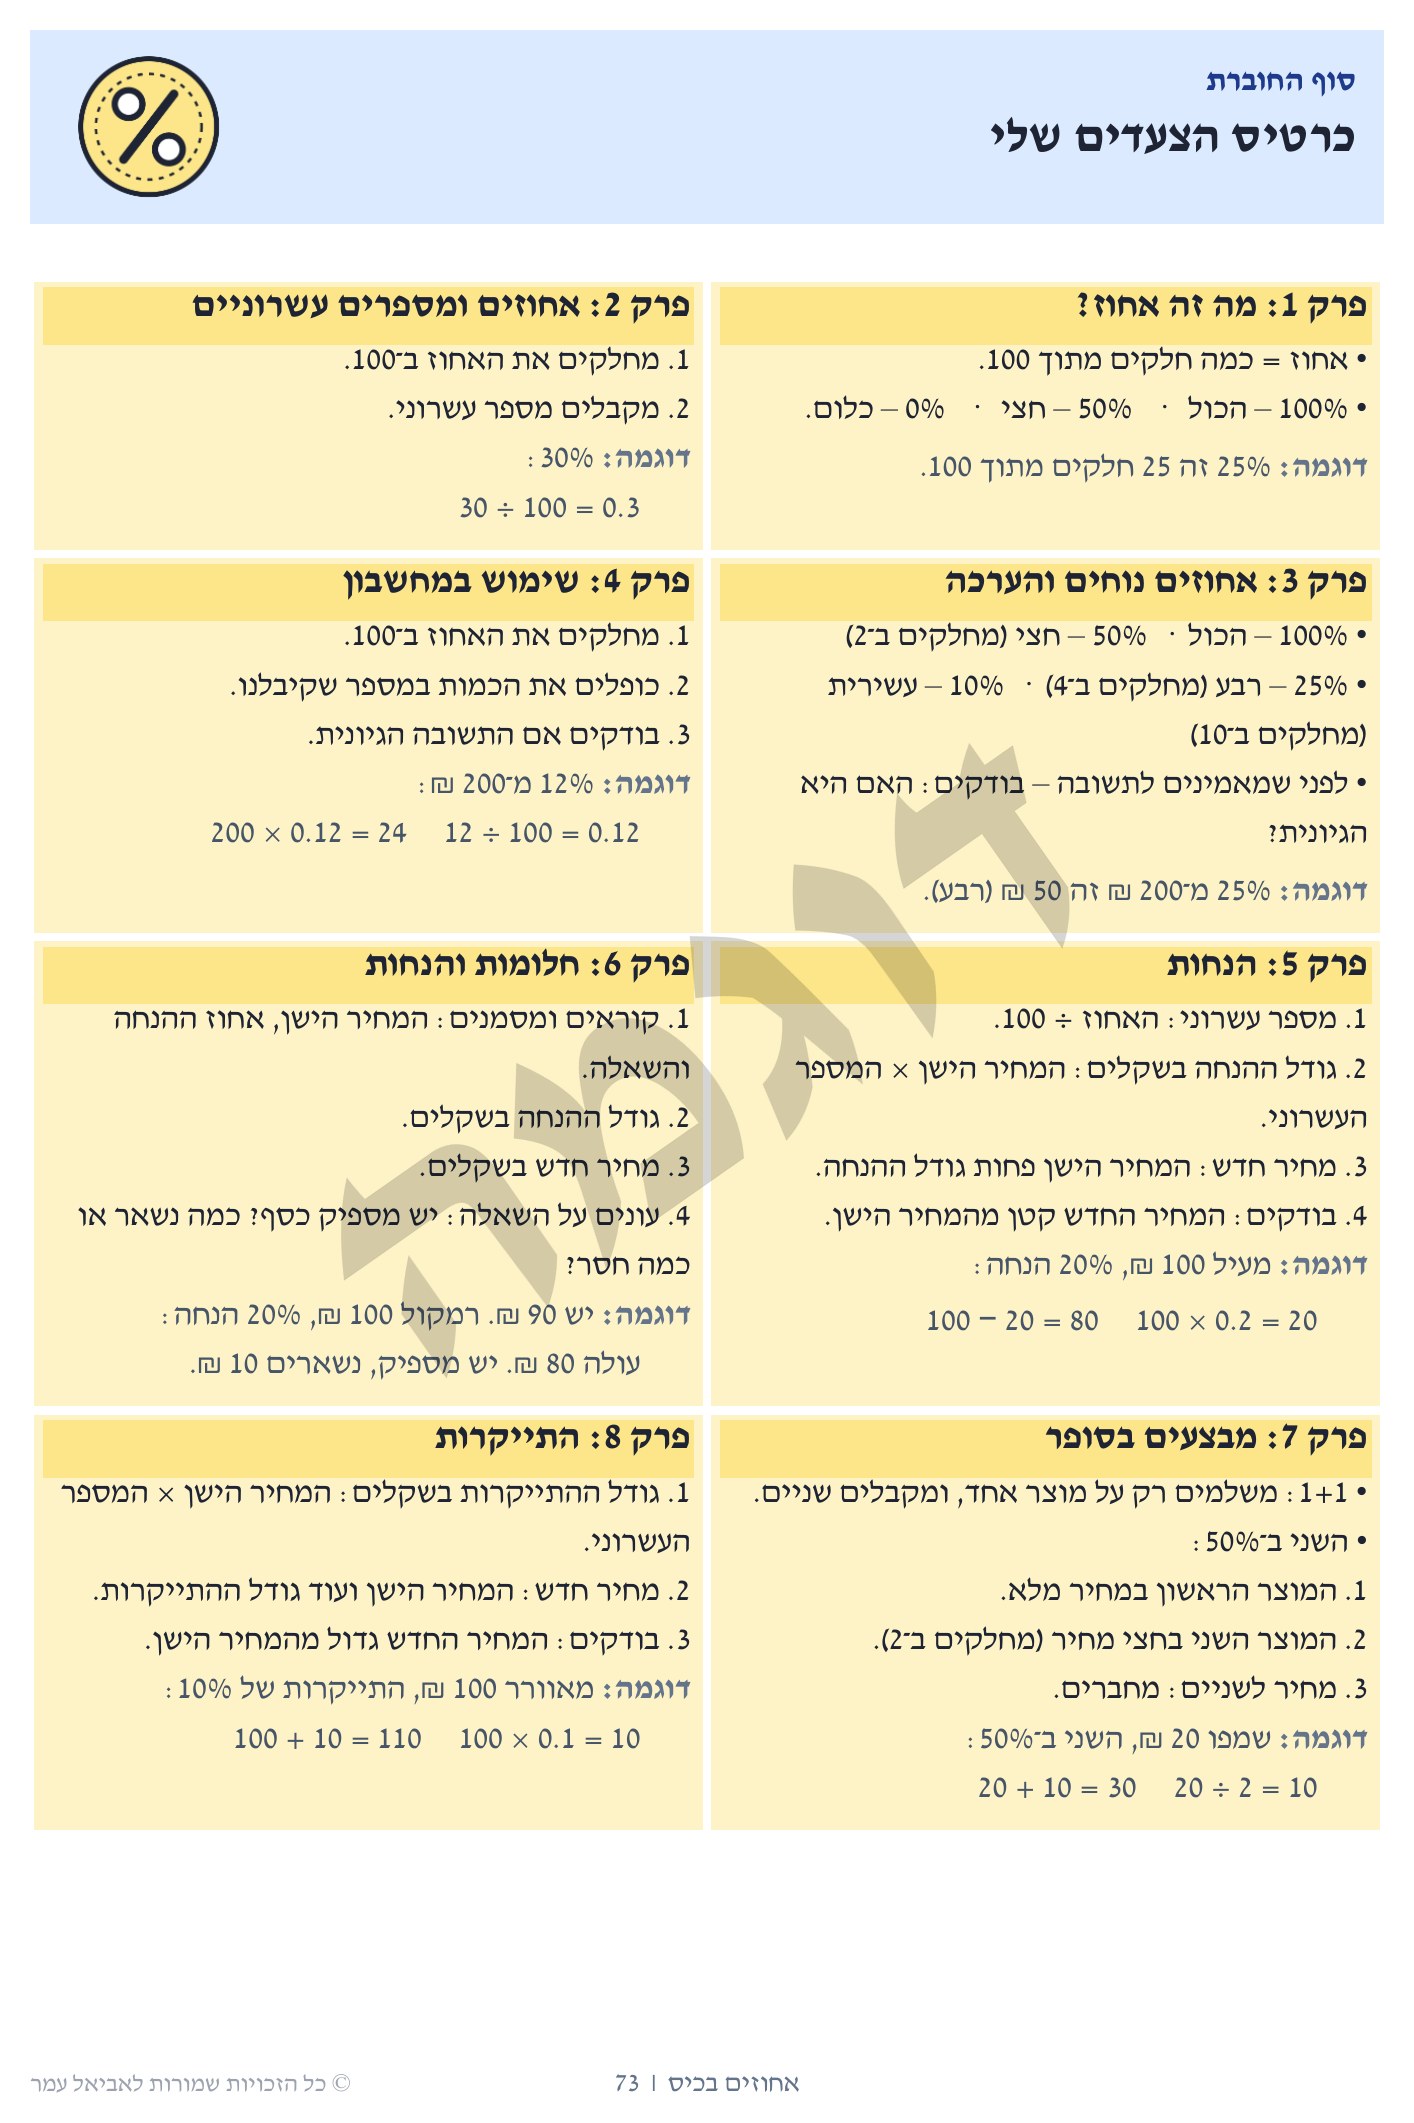 סוף החוברת
כרטיס הצעדים שלי
%
פרק 1: מה זה אחוז?
• אחוז = כמה חלקים מתוך 100.
• 100% – הכול · 50% – חצי · 0% – כלום.
דוגמה: 25% זה 25 חלקים מתוך 100.
פרק 2: אחוזים ומספרים עשרוניים
1. מחלקים את האחוז ב־100.
2. מקבלים מספר עשרוני.
דוגמה: 30%:
30 ÷ 100 = 0.3
פרק 3: אחוזים נוחים והערכה
• 100% – הכול · 50% – חצי (מחלקים ב־2)
• 25% – רבע (מחלקים ב־4) · 10% – עשירית
(מחלקים ב־10)
• לפני שמאמינים לתשובה – בודקים: האם היא
הגיונית?
דוגמה: 25% מ־200 ₪ זה 50 ₪ (רבע).
פרק 4: שימוש במחשבון
1. מחלקים את האחוז ב־100.
2. כופלים את הכמות במספר שקיבלנו.
3. בודקים אם התשובה הגיונית.
דוגמה: 12% מ־200 ₪:
12 ÷ 100 = 0.12 200 × 0.12 = 24
פרק 5: הנחות
1. מספר עשרוני: האחוז ÷ 100.
2. גודל ההנחה בשקלים: המחיר הישן × המספר
העשרוני.
3. מחיר חדש: המחיר הישן פחות גודל ההנחה.
4. בודקים: המחיר החדש קטן מהמחיר הישן.
דוגמה: מעיל 100 ₪, 20% הנחה:
100 × 0.2 = 20 100 − 20 = 80
פרק 6: חלומות והנחות
1. קוראים ומסמנים: המחיר הישן, אחוז ההנחה
והשאלה.
2. גודל ההנחה בשקלים.
3. מחיר חדש בשקלים.
4. עונים על השאלה: יש מספיק כסף? כמה נשאר או
כמה חסר?
דוגמה: יש 90 ₪. רמקול 100 ₪, 20% הנחה:
עולה 80 ₪. יש מספיק, נשארים 10 ₪.
פרק 7: מבצעים בסופר
• 1+1: משלמים רק על מוצר אחד, ומקבלים שניים.
• השני ב־50%:
1. המוצר הראשון במחיר מלא.
2. המוצר השני בחצי מחיר (מחלקים ב־2).
3. מחיר לשניים: מחברים.
דוגמה: שמפו 20 ₪, השני ב־50%:
20 ÷ 2 = 10 20 + 10 = 30
פרק 8: התייקרות
1. גודל ההתייקרות בשקלים: המחיר הישן × המספר
העשרוני.
2. מחיר חדש: המחיר הישן ועוד גודל ההתייקרות.
3. בודקים: המחיר החדש גדול מהמחיר הישן.
דוגמה: מאוורר 100 ₪, התייקרות של 10%:
100 × 0.1 = 10 100 + 10 = 110
דוגמה
אחוזים בכיס | 73
© כל הזכויות שמורות לאביאל עמר